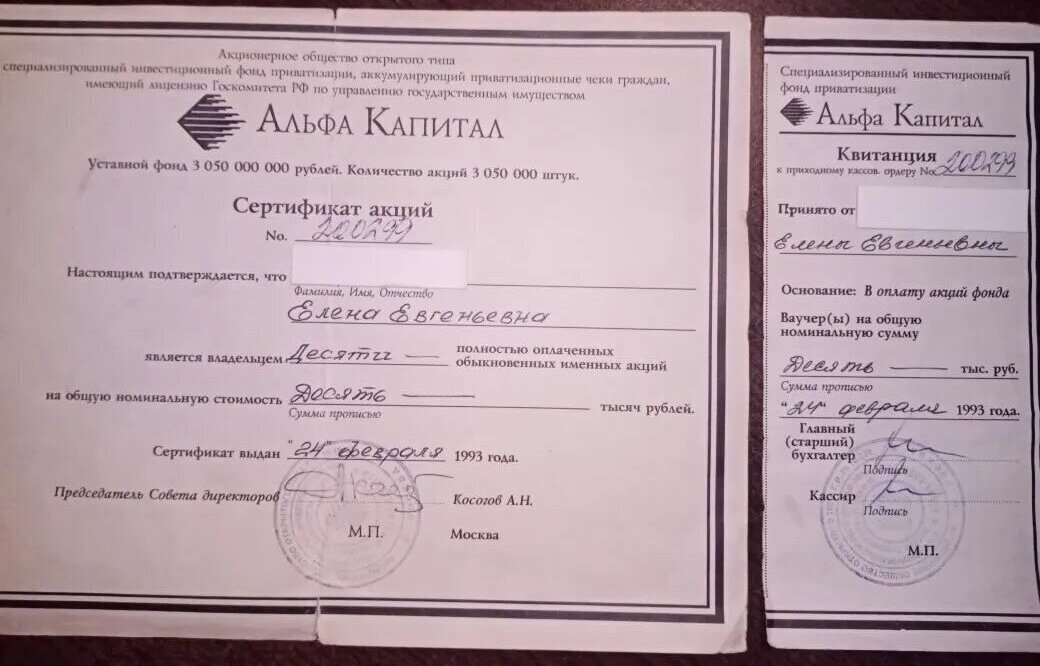 Акционерное общество открытого типа
специализированный инвестиционный фонд приватизации, аккумулирующий приватизационные чеки граждан,
имеющий лицензию Госкомитета РФ по управлению государственным имуществом
Альфа Капитал
Уставной фонд 3 050 000 000 рублей. Количество акций 3 050 000 штук.
Сертификат акций
No. 200299
Настоящим подтверждается, что
Фамилия, Имя, Отчество
Елена Евгеньевна
является владельцем Десяти полностью оплаченных
обыкновенных именных акций
на общую номинальную стоимость Десять тысяч рублей.
Сумма прописью
Сертификат выдан "24" февраля 1993 года.
Председатель Совета директоров Косогов А.Н.
М.П. Москва
Специализированный инвестиционный
фонд приватизации
Альфа Капитал
Квитанция
к приходному кассов. ордеру No 200299
Принято от
Елены Евгеньевны
Основание: В оплату акций фонда
Ваучер(ы) на общую
номинальную сумму
Десять тыс. руб.
Сумма прописью
"24" февраля 1993 года.
Главный
(старший)
бухгалтер
Подпись
Кассир
Подпись
М.П.